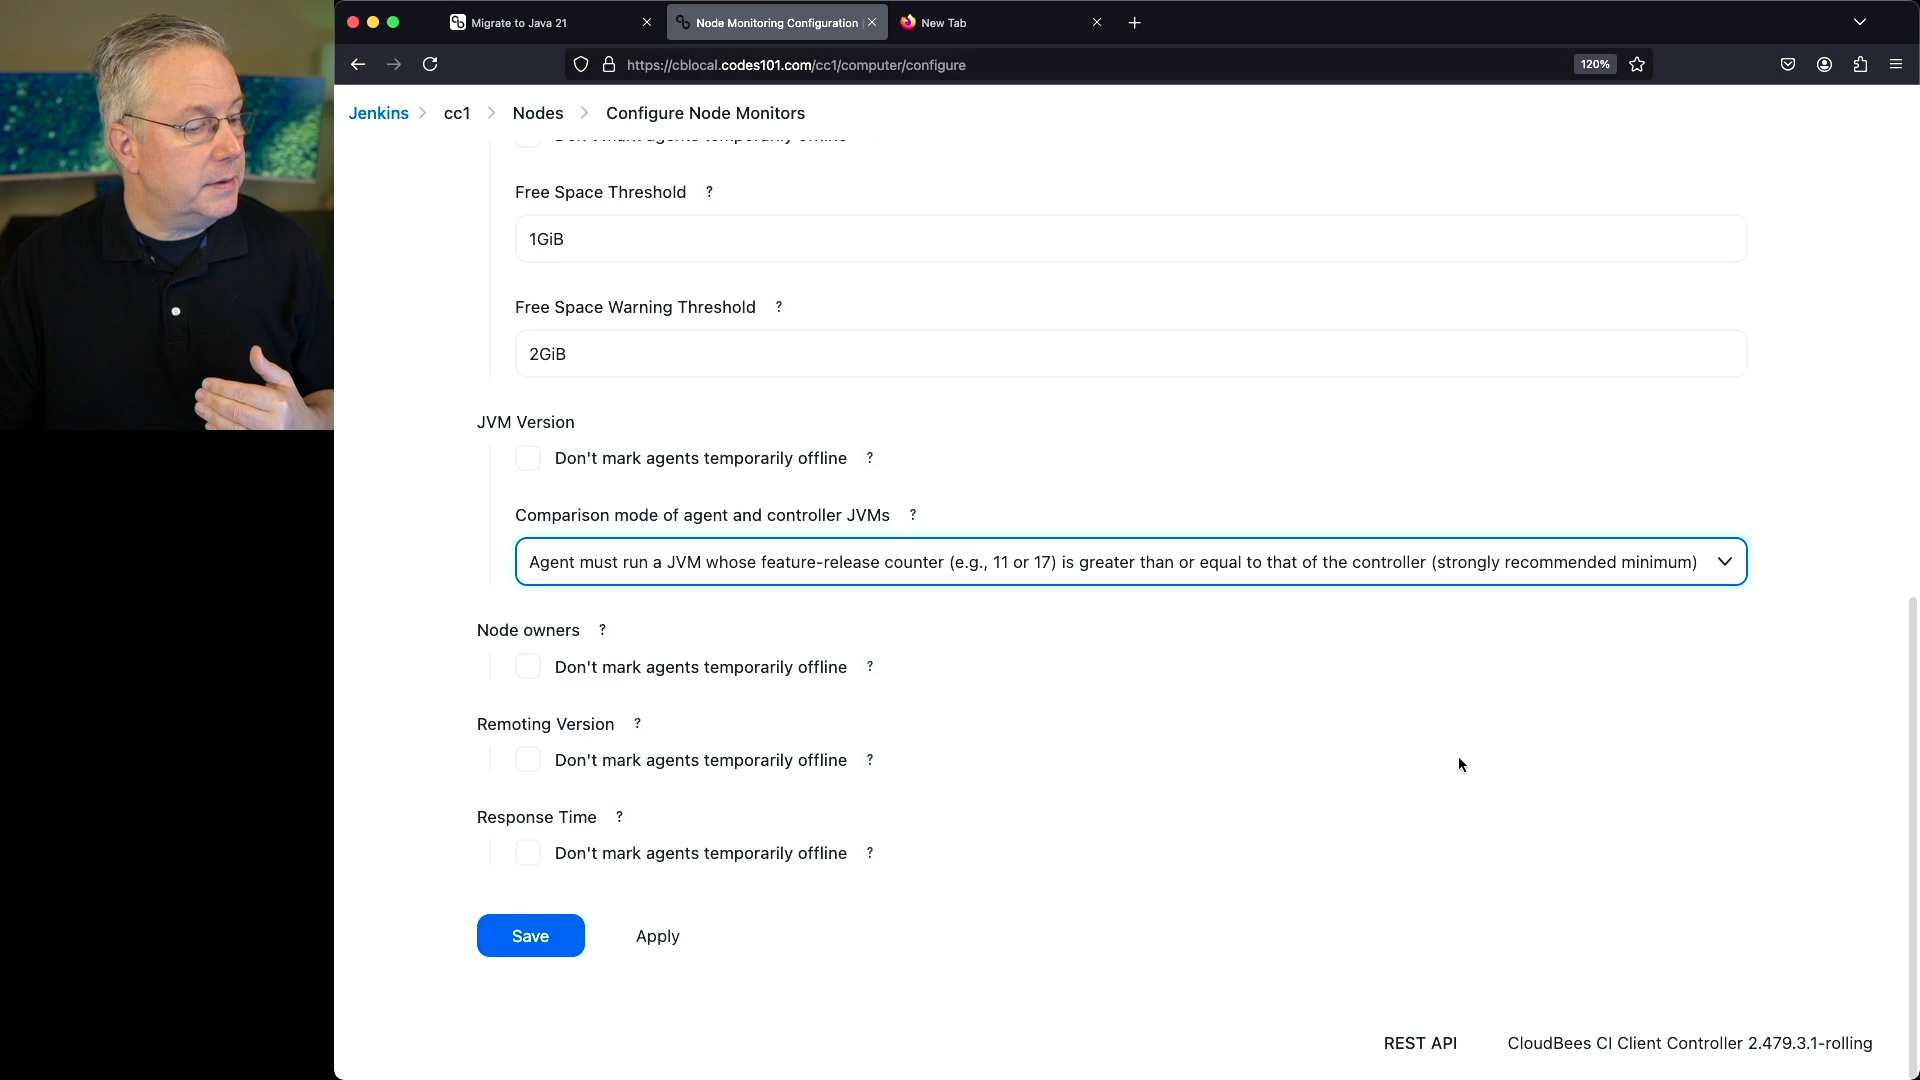 Migrate to Java 21
Node Monitoring Configuration
New Tab
https://cblocal.codes101.com/cc1/computer/configure
120%
Jenkins > cc1 > Nodes > Configure Node Monitors
Don't mark agents temporarily offline
Free Space Threshold ?
1GiB
Free Space Warning Threshold ?
2GiB
JVM Version
Don't mark agents temporarily offline ?
Comparison mode of agent and controller JVMs ?
Agent must run a JVM whose feature-release counter (e.g., 11 or 17) is greater than or equal to that of the controller (strongly recommended minimum)
Node owners ?
Don't mark agents temporarily offline ?
Remoting Version ?
Don't mark agents temporarily offline ?
Response Time ?
Don't mark agents temporarily offline ?
Save
Apply
REST API
CloudBees CI Client Controller 2.479.3.1-rolling